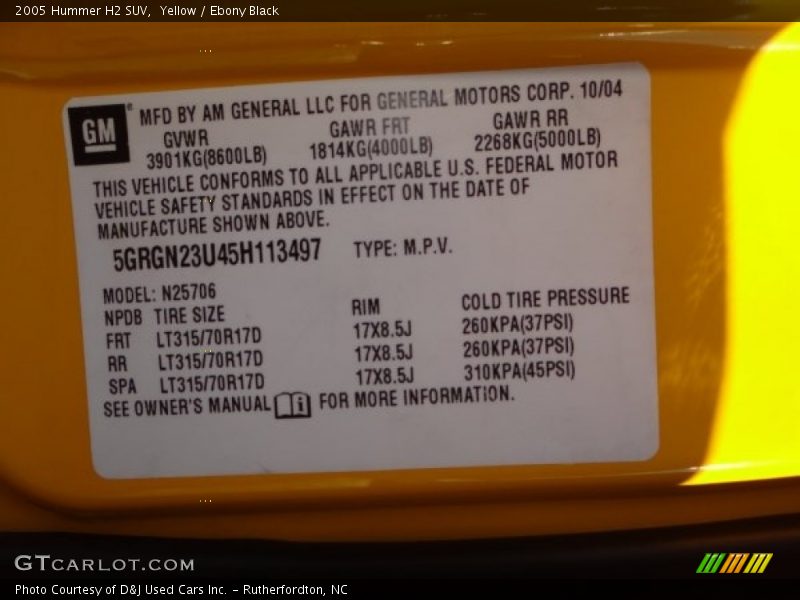 2005 Hummer H2 SUV,  Yellow / Ebony Black
GM
MFD BY AM GENERAL LLC FOR GENERAL MOTORS CORP. 10/04
GVWR GAWR FRT GAWR RR
3901KG(8600LB) 1814KG(4000LB) 2268KG(5000LB)
THIS VEHICLE CONFORMS TO ALL APPLICABLE U.S. FEDERAL MOTOR
VEHICLE SAFETY STANDARDS IN EFFECT ON THE DATE OF
MANUFACTURE SHOWN ABOVE.
5GRGN23U45H113497 TYPE: M.P.V.
MODEL: N25706
NPDB TIRE SIZE RIM COLD TIRE PRESSURE
FRT LT315/70R17D 17X8.5J 260KPA(37PSI)
RR LT315/70R17D 17X8.5J 260KPA(37PSI)
SPA LT315/70R17D 17X8.5J 310KPA(45PSI)
SEE OWNER'S MANUAL i FOR MORE INFORMATION.
GTCARLOT.COM
Photo Courtesy of D&J Used Cars Inc. - Rutherfordton, NC